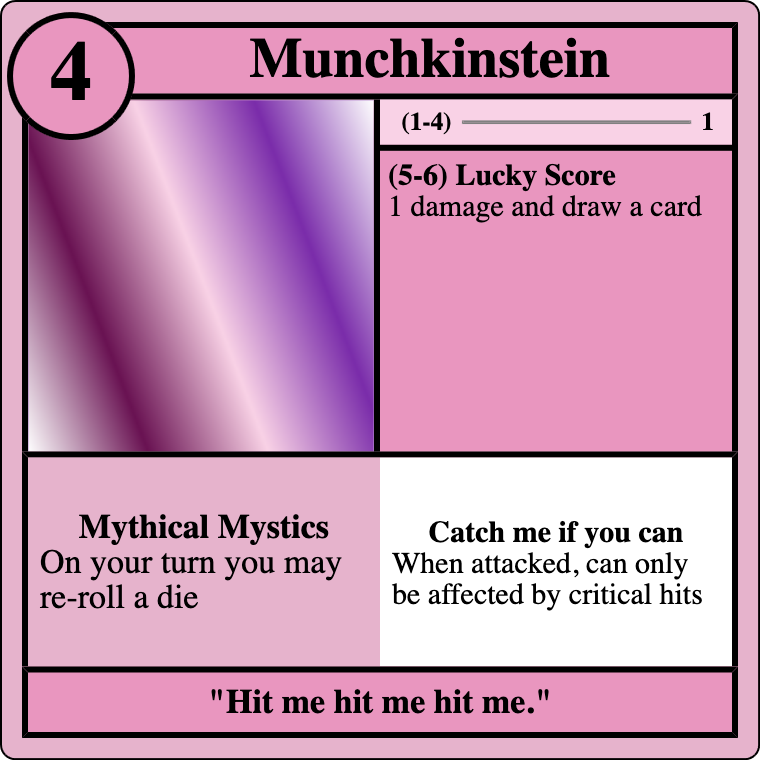 4
Munchkinstein
(1-4) 1
(5-6) Lucky Score
1 damage and draw a card
Mythical Mystics
On your turn you may
re-roll a die
Catch me if you can
When attacked, can only
be affected by critical hits
"Hit me hit me hit me."